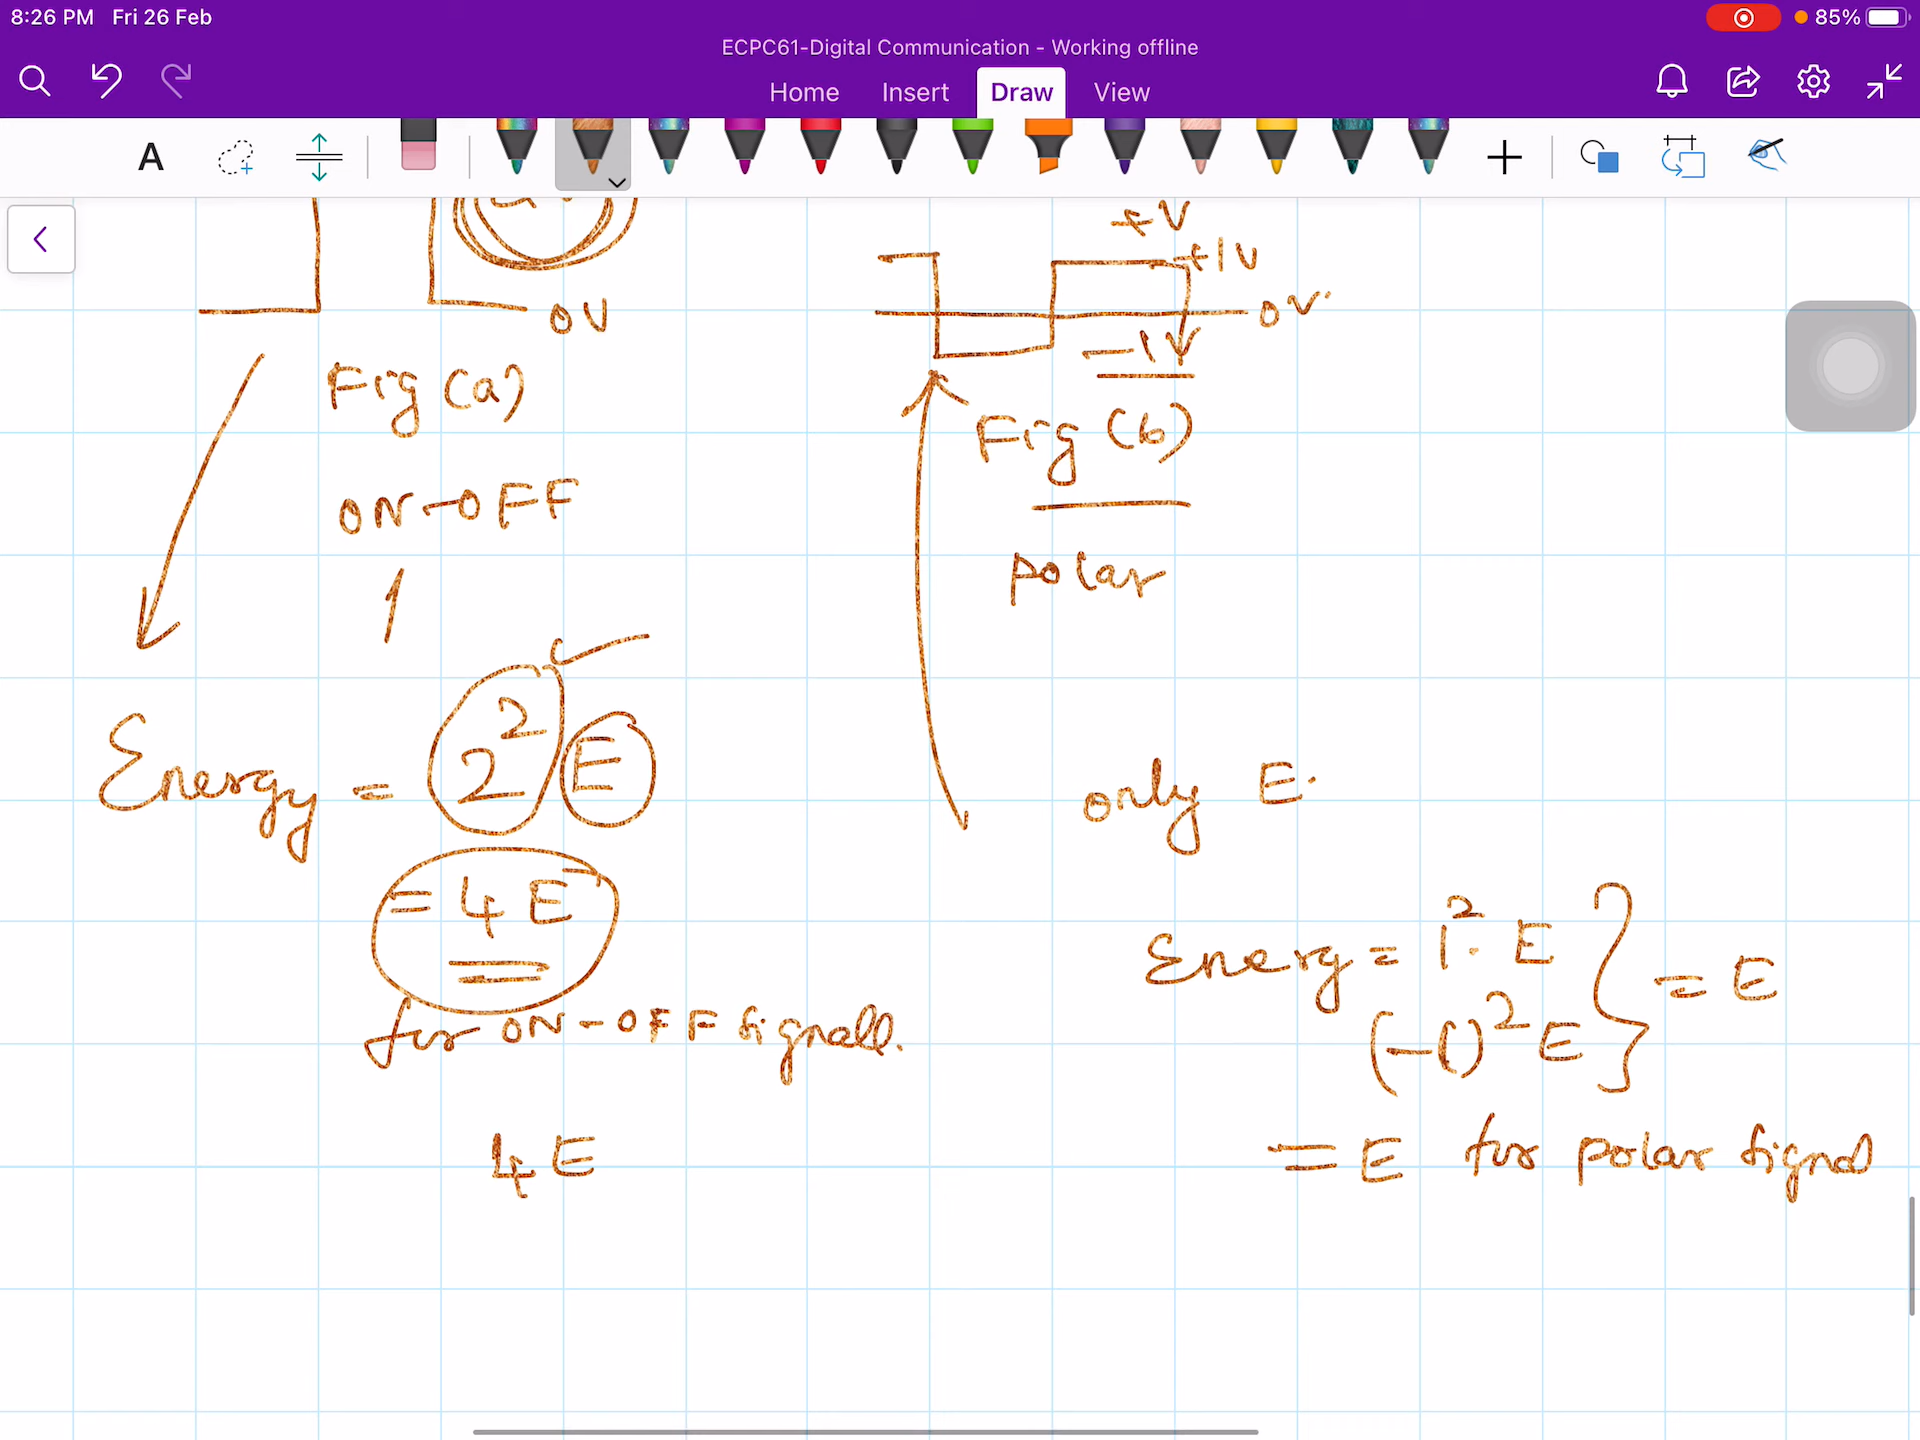 8:26 PM Fri 26 Feb
85%
ECPC61-Digital Communication - Working offline
Home Insert Draw View
A
+V
+1V
0V
0V
-1V
Fig (a)
Fig (b)
ON-OFF
polar
1
Energy = 2² E
only E.
= 4E
Energy = 1². E
(-1)² E
= E
for ON-OFF signall.
4E
= E for polar signal